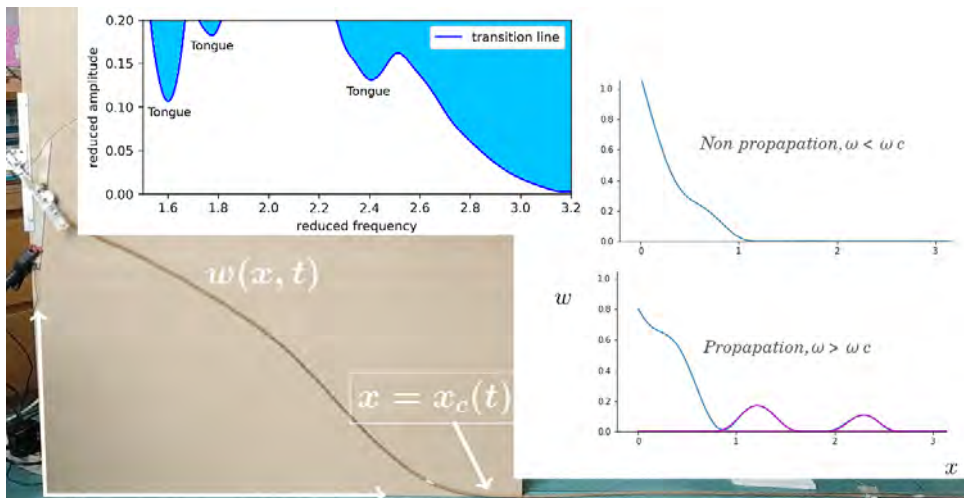 0.20
0.15
0.10
0.05
0.00
reduced amplitude
transition line
Tongue
Tongue
Tongue
1.6 1.8 2.0 2.2 2.4 2.6 2.8 3.0 3.2
reduced frequency
w(x, t)
x = x_c(t)
1.0
0.8
0.6
0.4
0.2
0.0
Non propapation, ω < ω c
0 1 2 3
w
1.0
0.8
0.6
0.4
0.2
0.0
Propapation, ω > ω c
0 1 2 3
x